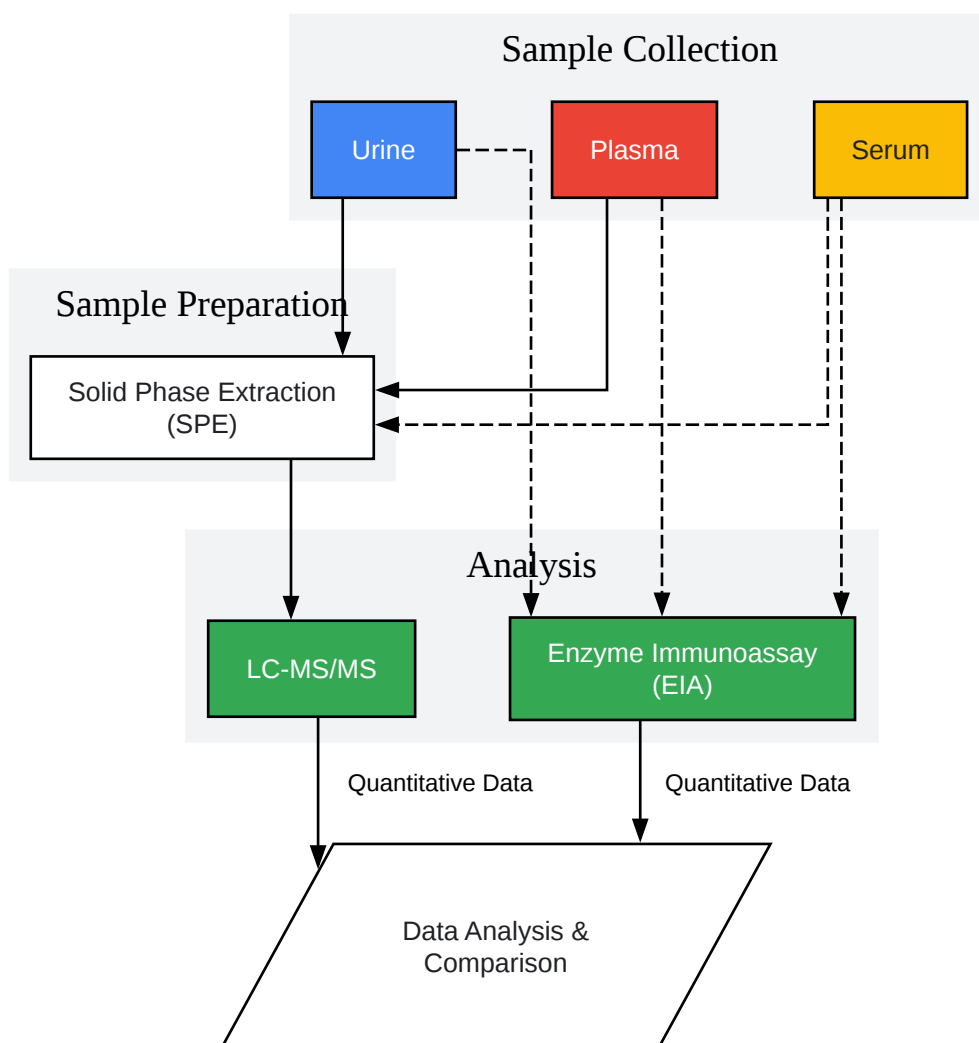 Sample Collection
Urine
Plasma
Serum
Sample Preparation
Solid Phase Extraction
(SPE)
Analysis
LC-MS/MS
Enzyme Immunoassay
(EIA)
Quantitative Data
Quantitative Data
Data Analysis &
Comparison